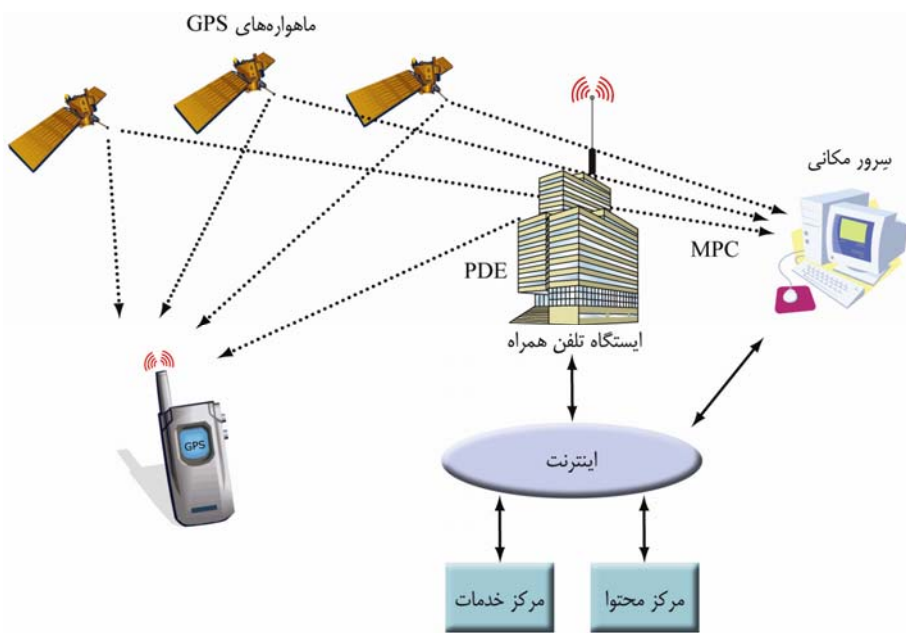 ماهواره‌های GPS
سِرور مکانی
MPC
PDE
ایستگاه تلفن همراه
GPS
اینترنت
مرکز خدمات
مرکز محتوا